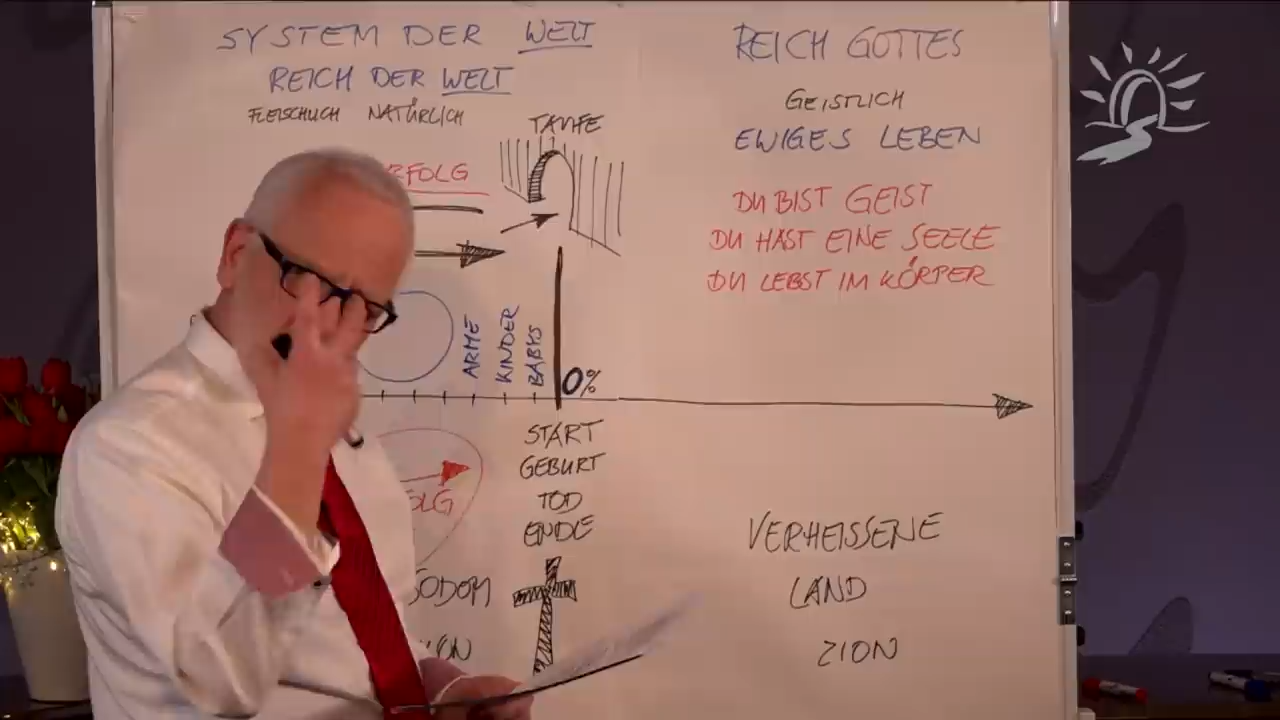 SYSTEM DER WELT
REICH DER WELT
FLEISCHLICH NATÜRLICH
TAUFE
ARME
KINDER
BABYS
0%
START
GEBURT
TOD
ENDE
SODOM
REICH GOTTES
GEISTLICH
EWIGES LEBEN
DU BIST GEIST
DU HAST EINE SEELE
DU LEBST IM KÖRPER
VERHEISSENE
LAND
ZION